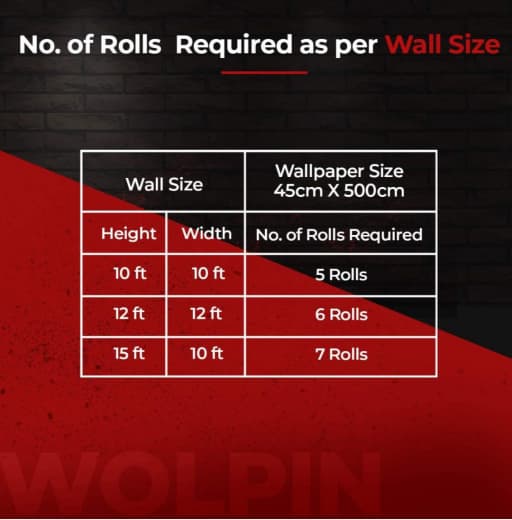 No. of Rolls Required as per Wall Size
Wall Size
Wallpaper Size
45cm X 500cm
Height Width No. of Rolls Required
10 ft 10 ft 5 Rolls
12 ft 12 ft 6 Rolls
15 ft 10 ft 7 Rolls
WOLPIN